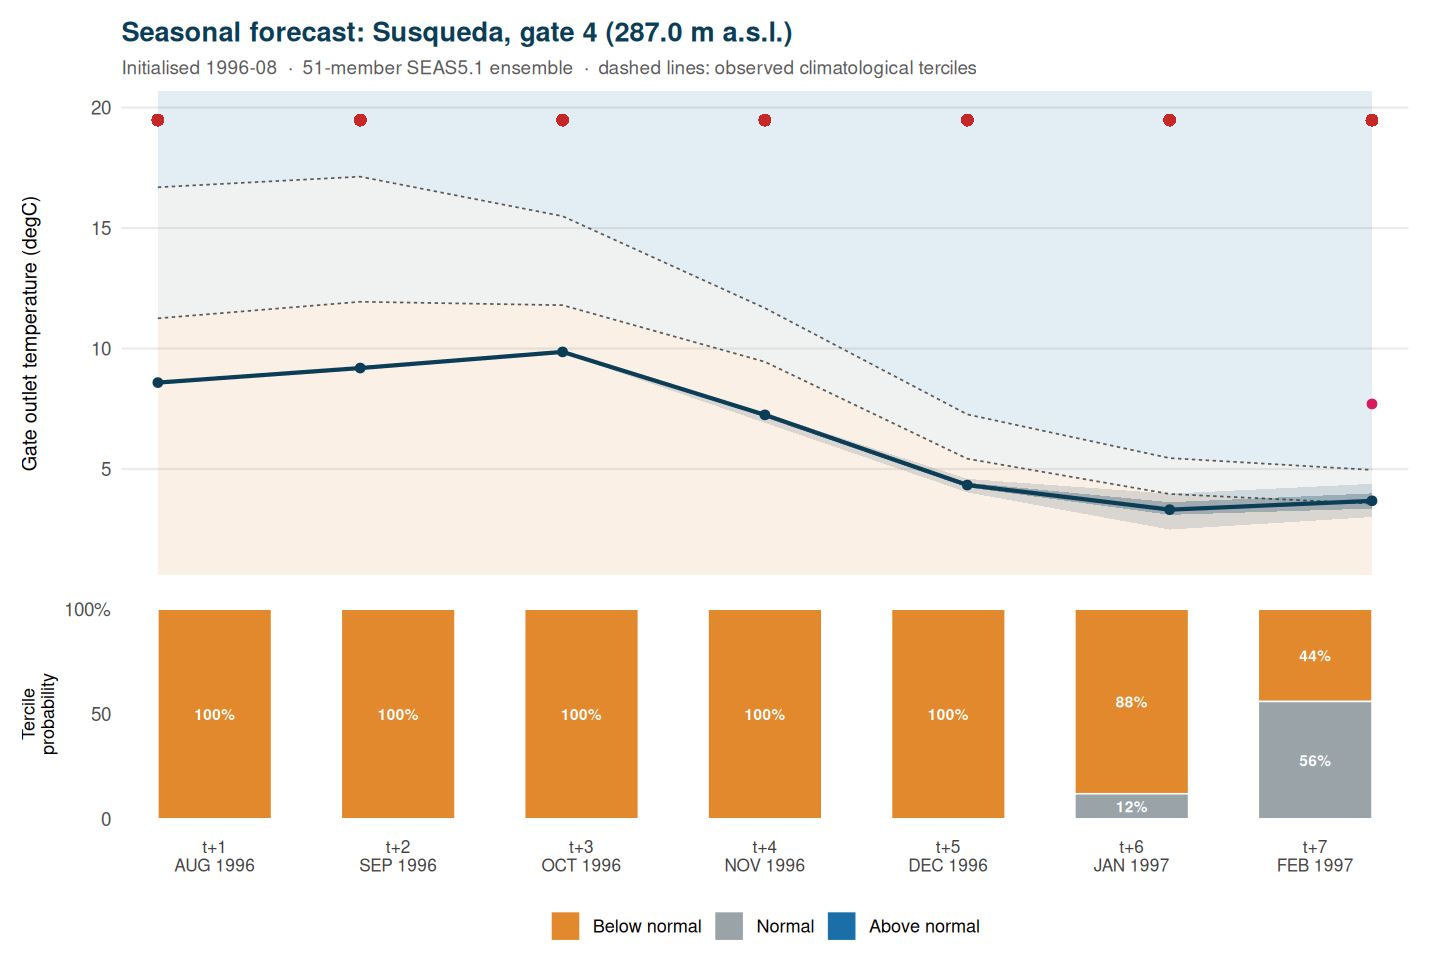 Seasonal forecast: Susqueda, gate 4 (287.0 m a.s.l.)
Initialised 1996-08 · 51-member SEAS5.1 ensemble · dashed lines: observed climatological terciles
Gate outlet temperature (degC)
20
15
10
5
Tercile
probability
100%
50
0
100%
100%
100%
100%
100%
88%
12%
44%
56%
t+1
AUG 1996
t+2
SEP 1996
t+3
OCT 1996
t+4
NOV 1996
t+5
DEC 1996
t+6
JAN 1997
t+7
FEB 1997
Below normal
Normal
Above normal